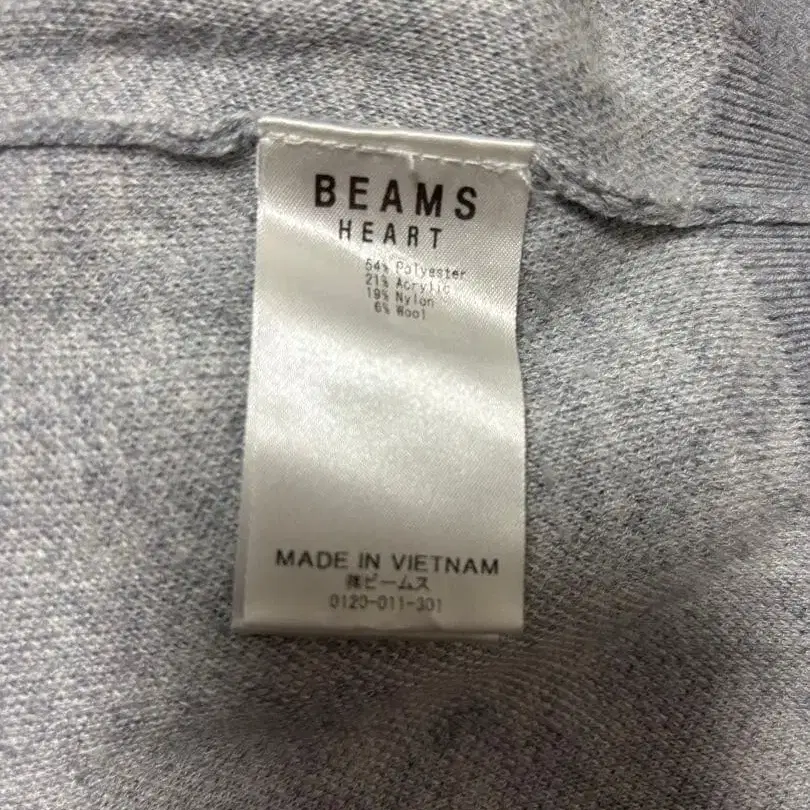 BEAMS
HEART
54% Polyester
21% Acrylic
19% Nylon
6% Wool
MADE IN VIETNAM
㈱ビームス
0120-011-301